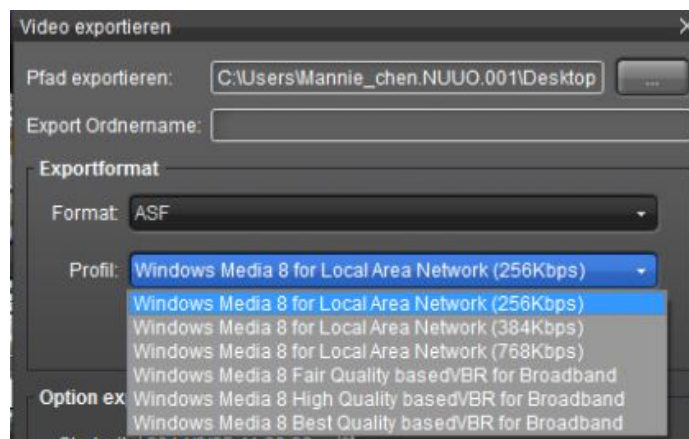 Video exportieren
Pfad exportieren: C:\Users\Mannie_chen.NUUO.001\Desktop ...
Export Ordnername:
Exportformat
Format: ASF
Profil: Windows Media 8 for Local Area Network (256Kbps)
Windows Media 8 for Local Area Network (256Kbps)
Windows Media 8 for Local Area Network (384Kbps)
Windows Media 8 for Local Area Network (768Kbps)
Windows Media 8 Fair Quality basedVBR for Broadband
Windows Media 8 High Quality basedVBR for Broadband
Option ex
Windows Media 8 Best Quality basedVBR for Broadband